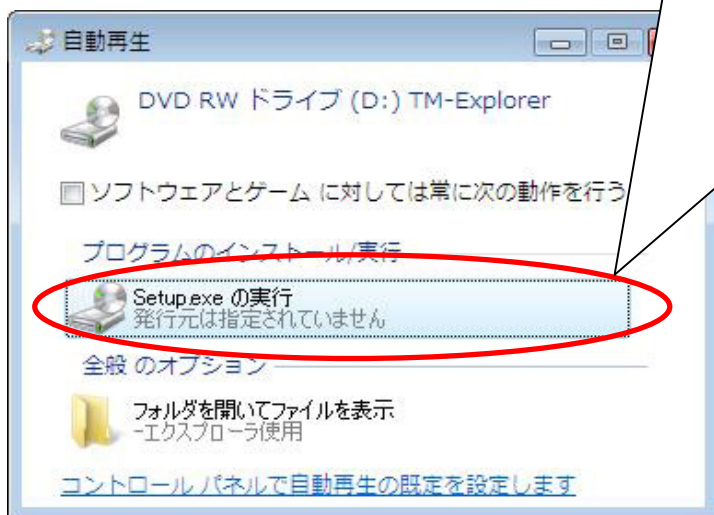 自動再生
DVD RW ドライブ (D:) TM-Explorer
ソフトウェアとゲーム に対しては常に次の動作を行う
プログラムのインストール/実行
Setup.exe の実行
発行元は指定されていません
全般 のオプション
フォルダを開いてファイルを表示
-エクスプローラ使用
コントロール パネルで自動再生の既定を設定します